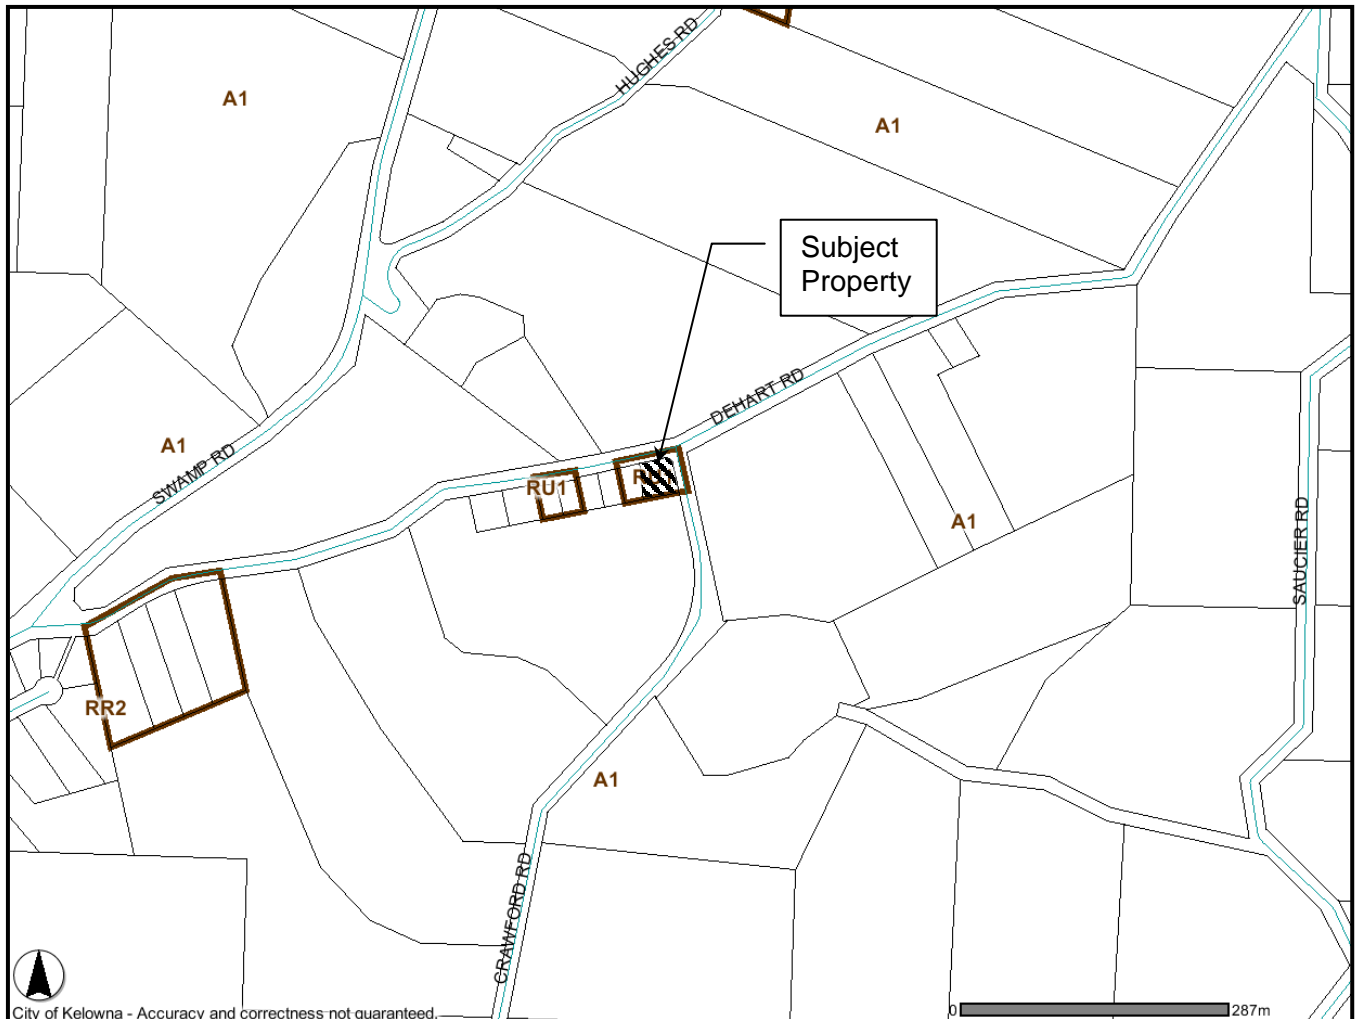 HUGHES RD
A1
A1
Subject
Property
DEHART RD
A1
SWAMP RD
RU1
A1
SAUCIER RD
RR2
A1
CRAWFORD RD
City of Kelowna - Accuracy and correctness not guaranteed.
0
287m